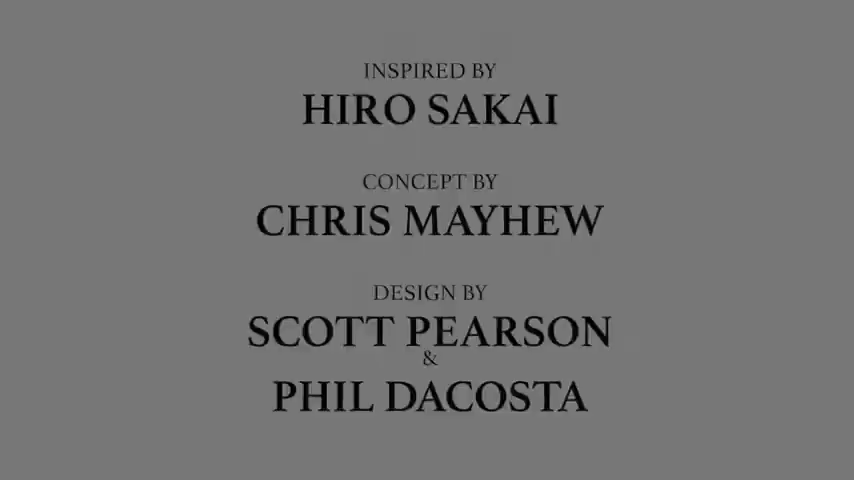 INSPIRED BY
HIRO SAKAI
CONCEPT BY
CHRIS MAYHEW
DESIGN BY
SCOTT PEARSON
&
PHIL DACOSTA